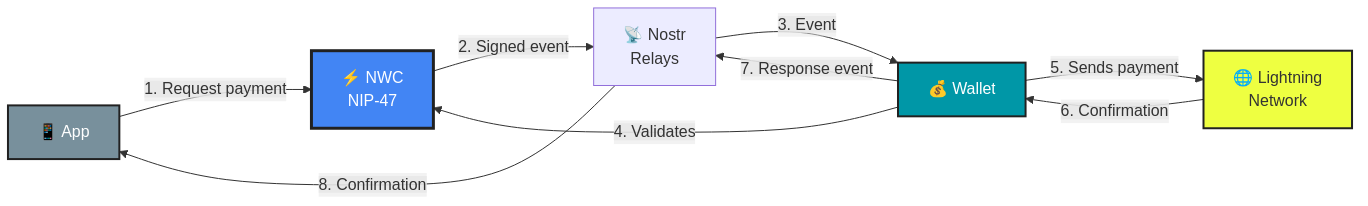 📱 App
1. Request payment
⚡ NWC
NIP-47
2. Signed event
📡 Nostr
Relays
3. Event
7. Response event
4. Validates
8. Confirmation
💰 Wallet
5. Sends payment
6. Confirmation
🌐 Lightning
Network